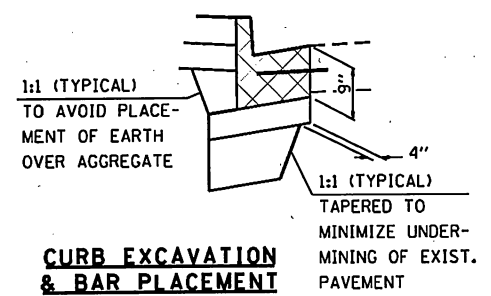 1:1 (TYPICAL)
TO AVOID PLACE-
MENT OF EARTH
OVER AGGREGATE
9"
4"
1:1 (TYPICAL)
TAPERED TO
MINIMIZE UNDER-
MINING OF EXIST.
PAVEMENT
CURB EXCAVATION
& BAR PLACEMENT